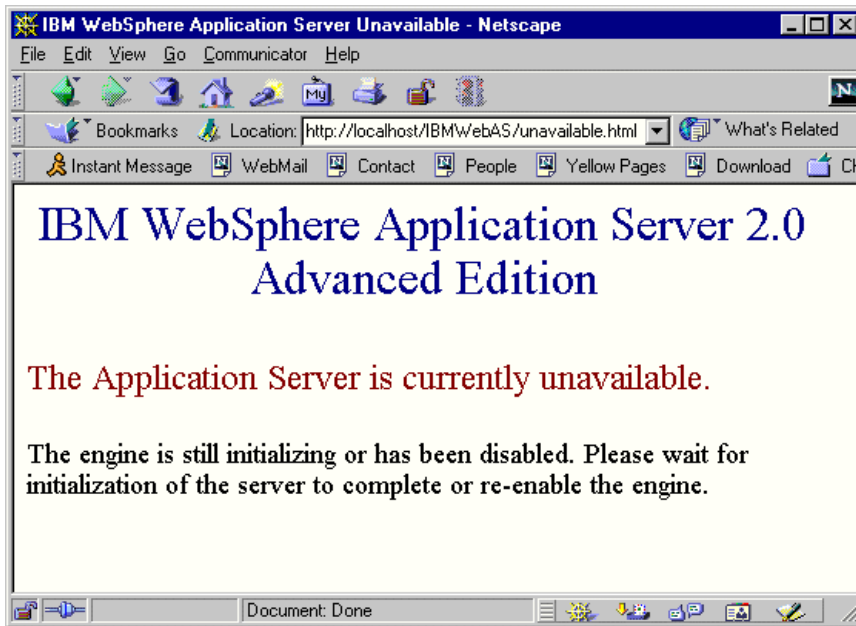 IBM WebSphere Application Server Unavailable - Netscape
File Edit View Go Communicator Help
My
N
Bookmarks Location: http://localhost/IBMWebAS/unavailable.html What's Related
Instant Message WebMail Contact People Yellow Pages Download
IBM WebSphere Application Server 2.0
Advanced Edition
The Application Server is currently unavailable.
The engine is still initializing or has been disabled. Please wait for
initialization of the server to complete or re-enable the engine.
Document: Done